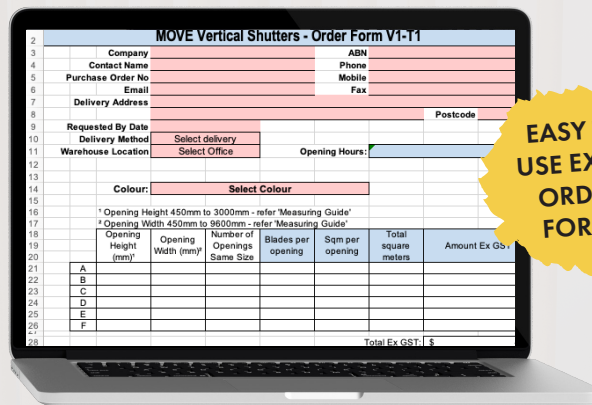 2 MOVE Vertical Shutters - Order Form V1-T1
3 Company ABN
4 Contact Name Phone
5 Purchase Order No Mobile
6 Email Fax
7 Delivery Address
8 Postcode
9 Requested By Date
10 Delivery Method Select delivery
11 Warehouse Location Select Office Opening Hours:
12
13
14 Colour: Select Colour
15
16 ¹ Opening Height 450mm to 3000mm - refer 'Measuring Guide'
17 ² Opening Width 450mm to 9600mm - refer 'Measuring Guide'
18 Opening Number of Total
19 Height Opening Openings Blades per Sqm per square Amount Ex GST
20 (mm)¹ Width (mm)² Same Size opening opening meters
21 A
22 B
23 C
24 D
25 E
26 F
28 Total Ex GST: $
EASY
USE EX
ORD
FOR